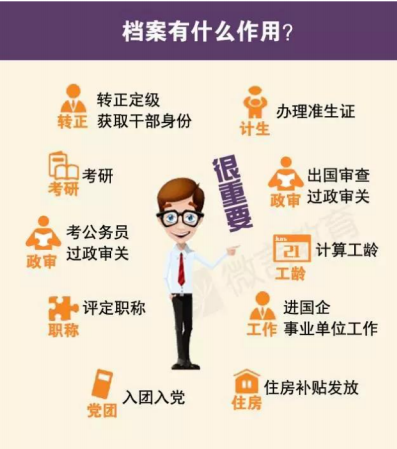 档案有什么作用?
转正定级
获取干部身份
转正
办理准生证
计生
考研
考研
很重要
出国审查
过政审关
政审
考公务员
过政审关
政审
计算工龄
21
工龄
评定职称
职称
进国企
事业单位工作
工作
入团入党
党团
住房补贴发放
住房